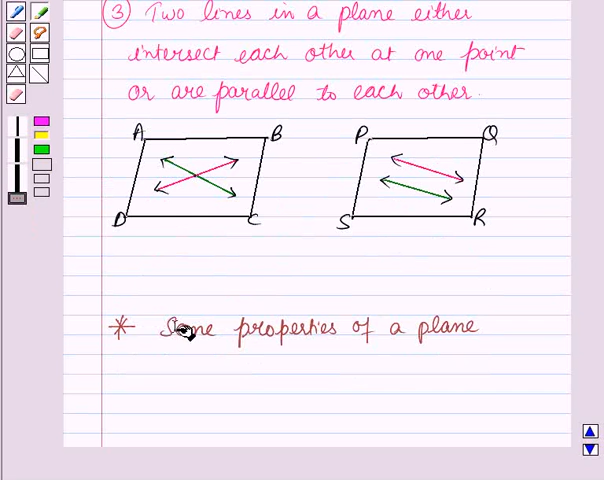 ③ Two lines in a plane either
intersect each other at one point
or are parallel to each other.
A B P Q
D C S R
* Some properties of a plane